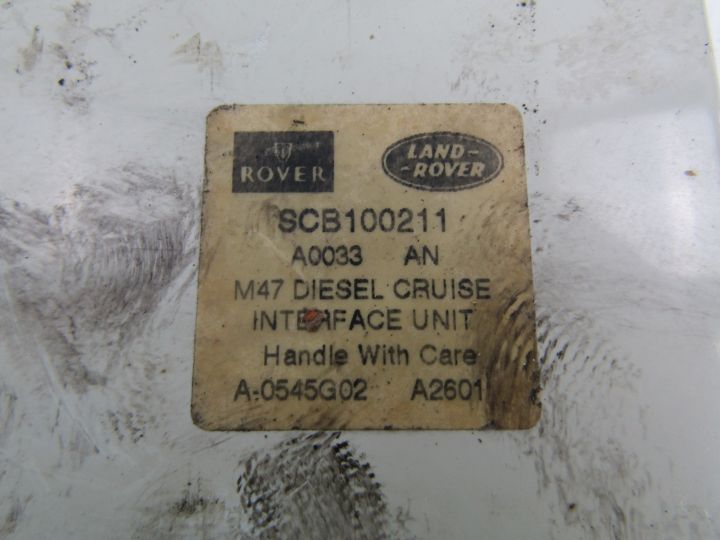 ROVER
LAND-
-ROVER
SCB100211
A0033 AN
M47 DIESEL CRUISE
INTERFACE UNIT
Handle With Care
A-0545G02 A2601